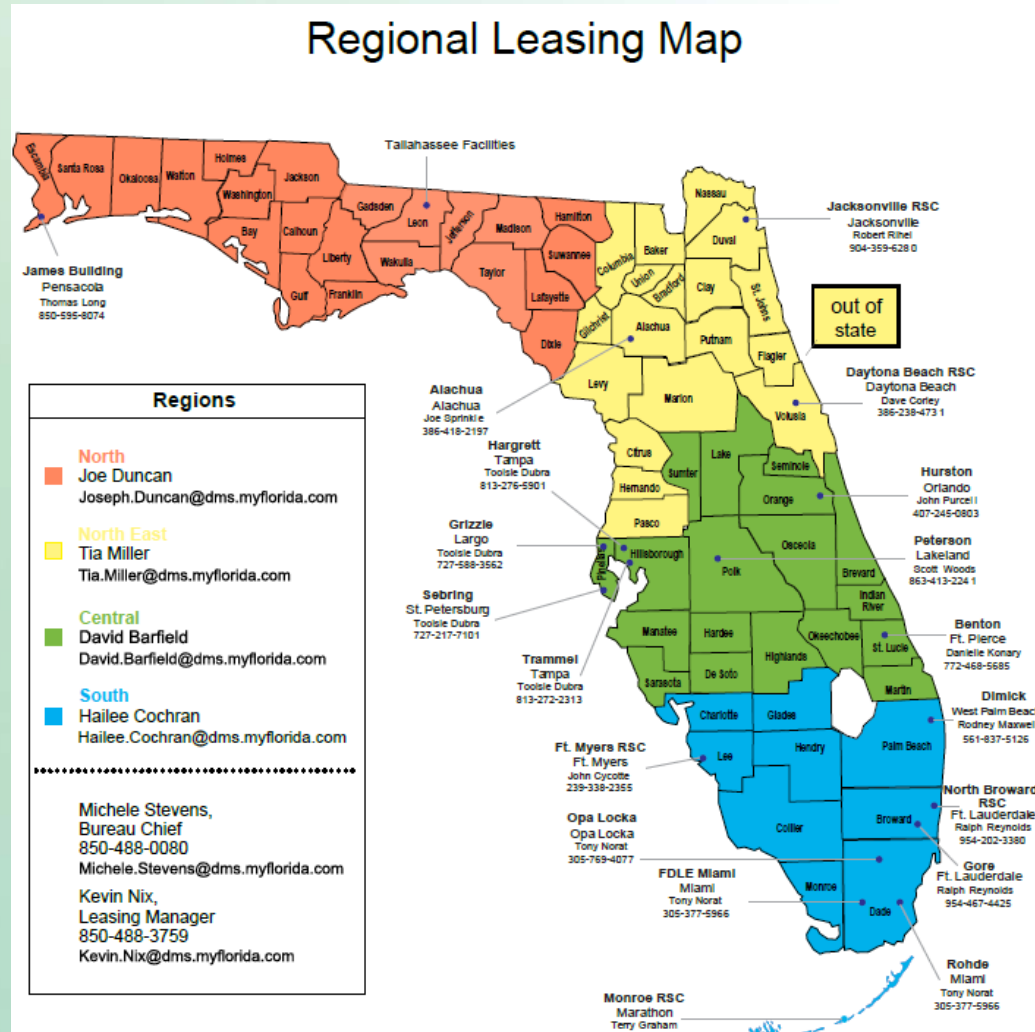 Regional Leasing Map
Tallahassee Facilities
Escambia
Santa Rosa
Okaloosa
Walton
Holmes
Washington
Jackson
Bay
Calhoun
Gulf
Liberty
Franklin
Gadsden
Leon
Wakulla
Jefferson
Madison
Taylor
Hamilton
Suwannee
Lafayette
Dixie
James Building
Pensacola
Thomas Long
850-595-8074
Nassau
Duval
Baker
Columbia
Union
Bradford
Clay
St. Johns
Gilchrist
Alachua
Putnam
Flagler
Levy
Marion
Volusia
Citrus
Hernando
Pasco
Jacksonville RSC
Jacksonville
Robert Rihel
904-359-6280
out of
state
Daytona Beach RSC
Daytona Beach
Dave Corley
386-238-4731
Alachua
Alachua
Joe Sprinkle
386-418-2197
Hargrett
Tampa
Toolsie Dubra
813-276-5901
Grizzle
Largo
Toolsie Dubra
727-588-3562
Sebring
St. Petersburg
Toolsie Dubra
727-217-7101
Trammel
Tampa
Toolsie Dubra
813-272-2313
Sumter
Lake
Seminole
Orange
Osceola
Brevard
Indian
River
Pinellas
Hillsborough
Polk
Manatee
Hardee
Highlands
Okeechobee
St. Lucie
Sarasota
De Soto
Martin
Hurston
Orlando
John Purcell
407-245-0803
Peterson
Lakeland
Scott Woods
863-413-2241
Benton
Ft. Pierce
Danielle Konary
772-468-5685
Dimick
West Palm Beach
Rodney Maxwell
561-837-5126
Charlotte
Glades
Lee
Hendry
Palm Beach
Collier
Broward
Monroe
Dade
Ft. Myers RSC
Ft. Myers
John Cycotte
239-338-2355
Opa Locka
Opa Locka
Tony Norat
305-769-4077
FDLE Miami
Miami
Tony Norat
305-377-5966
North Broward
RSC
Ft. Lauderdale
Ralph Reynolds
954-202-3380
Gore
Ft. Lauderdale
Ralph Reynolds
954-467-4425
Rohde
Miami
Tony Norat
305-377-5966
Monroe RSC
Marathon
Terry Graham
Regions
North
Joe Duncan
Joseph.Duncan@dms.myflorida.com
North East
Tia Miller
Tia.Miller@dms.myflorida.com
Central
David Barfield
David.Barfield@dms.myflorida.com
South
Hailee Cochran
Hailee.Cochran@dms.myflorida.com
Michele Stevens,
Bureau Chief
850-488-0080
Michele.Stevens@dms.myflorida.com
Kevin Nix,
Leasing Manager
850-488-3759
Kevin.Nix@dms.myflorida.com